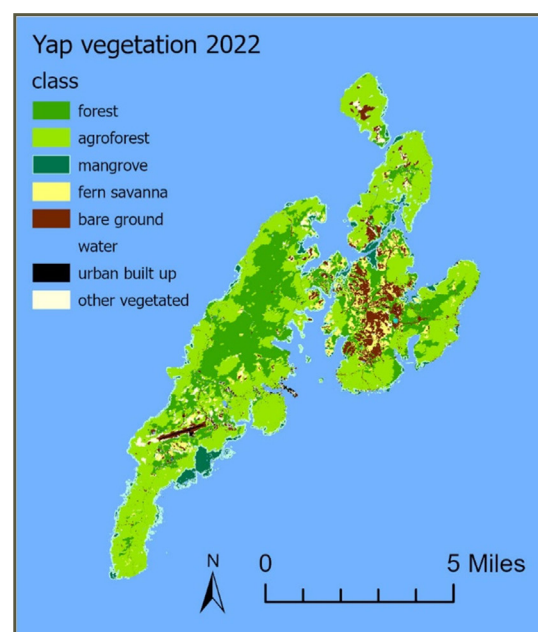 Yap vegetation 2022
class
forest
agroforest
mangrove
fern savanna
bare ground
water
urban built up
other vegetated
N
0 5 Miles